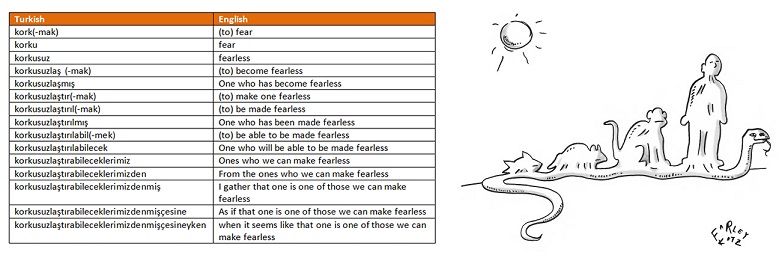 Turkish English
kork(-mak) (to) fear
korku fear
korkusuz fearless
korkusuzlaş (-mak) (to) become fearless
korkusuzlaşmış One who has become fearless
korkusuzlaştır(-mak) (to) make one fearless
korkusuzlaştırıl(-mak) (to) be made fearless
korkusuzlaştırılmış One who has been made fearless
korkusuzlaştırılabil(-mek) (to) be able to be made fearless
korkusuzlaştırılabilecek One who will be able to be made fearless
korkusuzlaştırabileceklerimiz Ones who we can make fearless
korkusuzlaştırabileceklerimizden From the ones who we can make fearless
korkusuzlaştırabileceklerimizdenmiş I gather that one is one of those we can make
fearless
korkusuzlaştırabileceklerimizdenmişçesine As if that one is one of those we can make fearless
korkusuzlaştırabileceklerimizdenmişçesineyken when it seems like that one is one of those we can
make fearless
FARLEY
KATZ